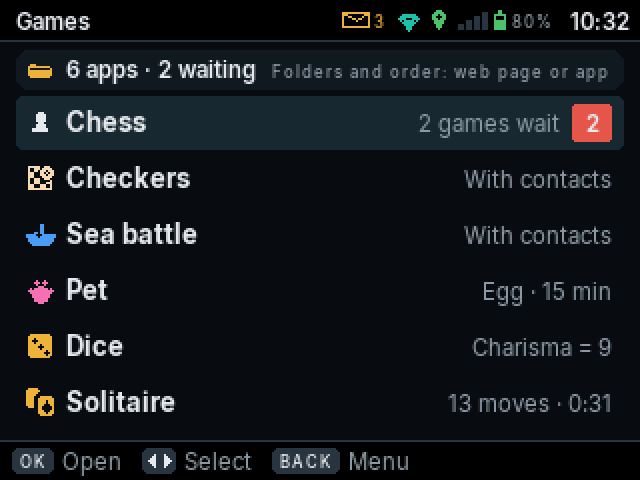 Games 3 80% 10:32
6 apps · 2 waiting Folders and order: web page or app
Chess 2 games wait 2
Checkers With contacts
Sea battle With contacts
Pet Egg · 15 min
Dice Charisma = 9
Solitaire 13 moves · 0:31
OK Open Select BACK Menu